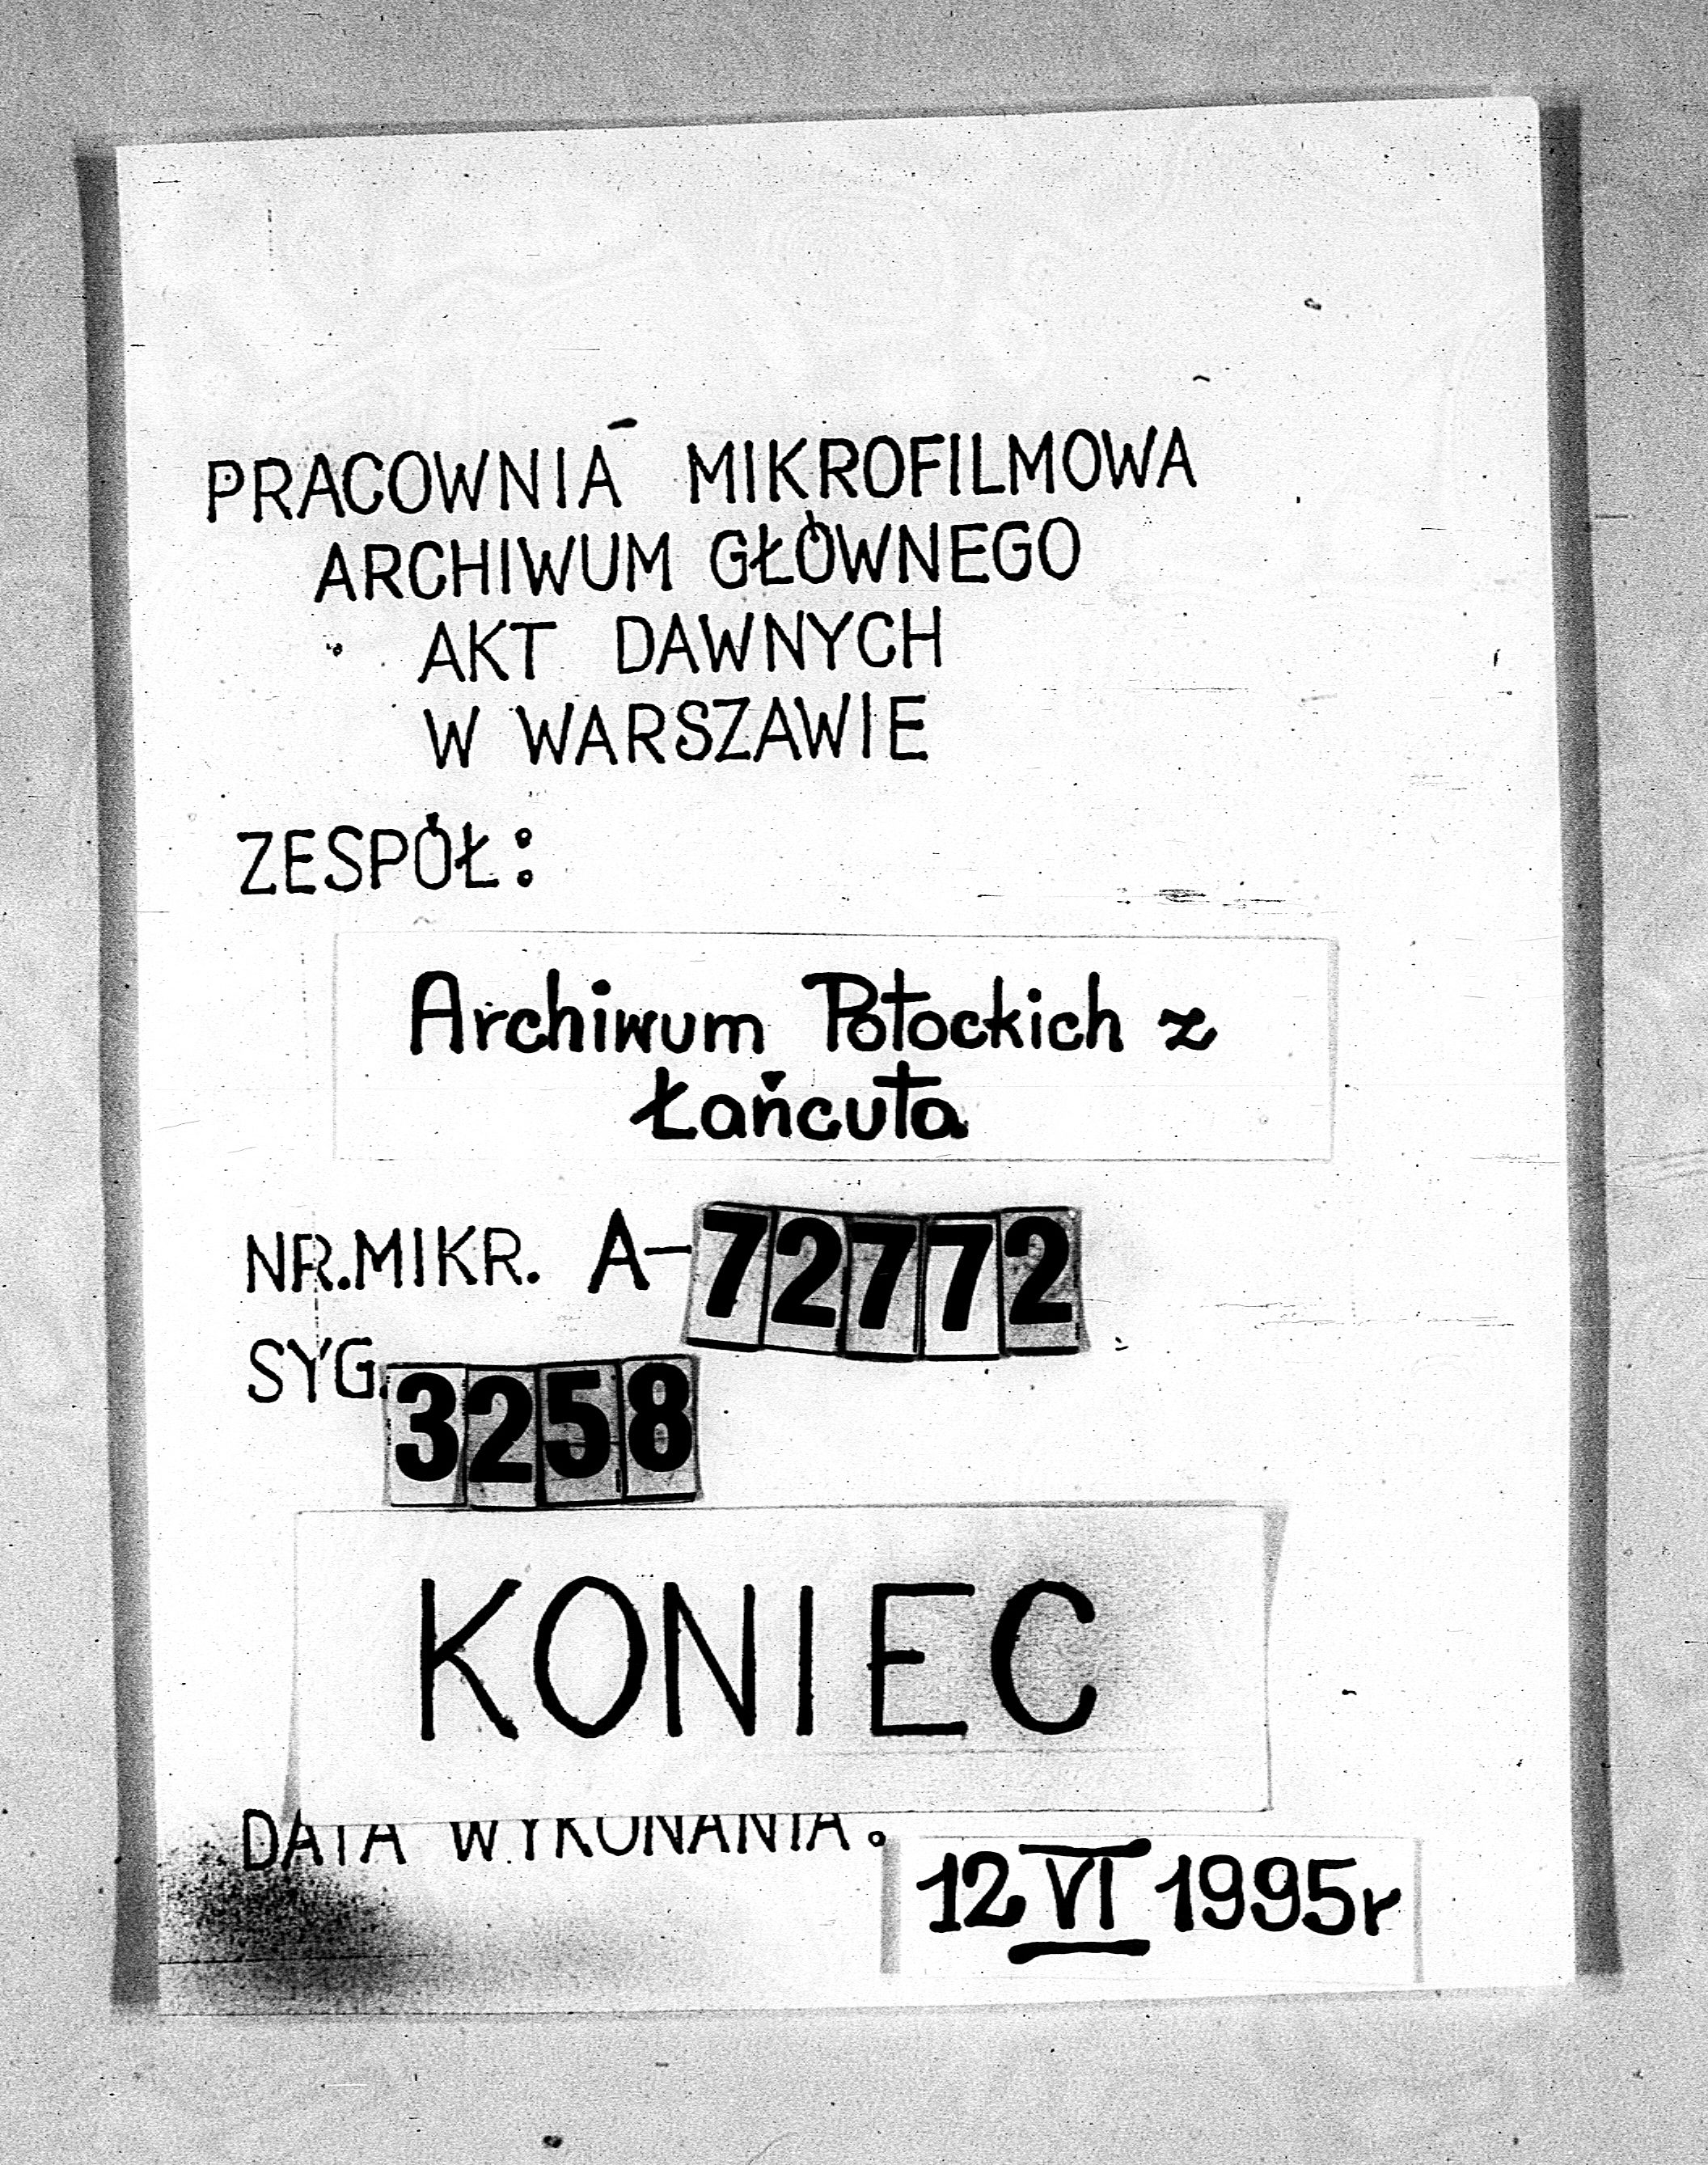 PRACOWNIA MIKROFILMOWA
ARCHIWUM GŁÓWNEGO
AKT DAWNYCH
W WARSZAWIE
ZESPÓŁ:
Archiwum Potockich z
Łańcuta
NR.MIKR. A-72772
SYG. 3258
KONIEC
DATA WYKONANIA:
12 VI 1995r